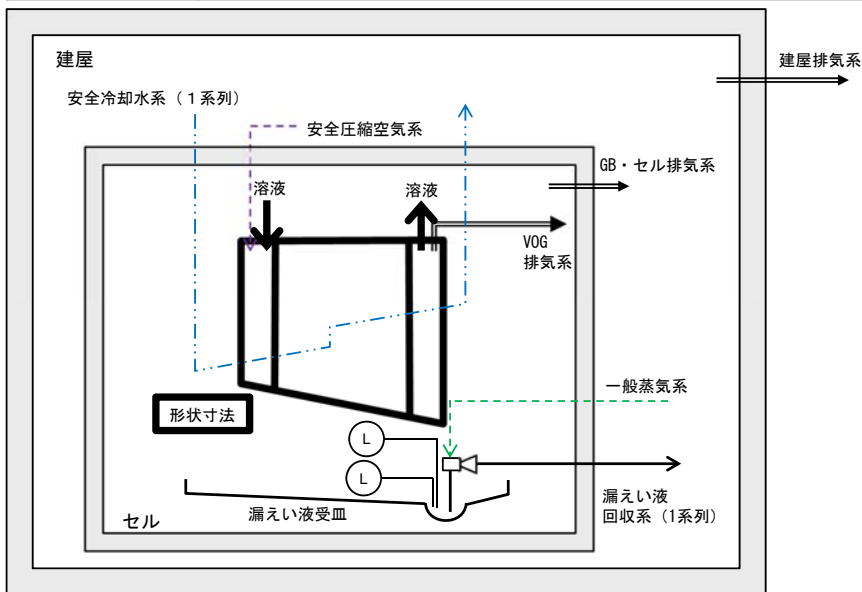 建屋
建屋排気系
安全冷却水系（１系列）
安全圧縮空気系
GB・セル排気系
溶液
溶液
VOG
排気系
一般蒸気系
形状寸法
L
L
漏えい液受皿
漏えい液
回収系（1系列）
セル